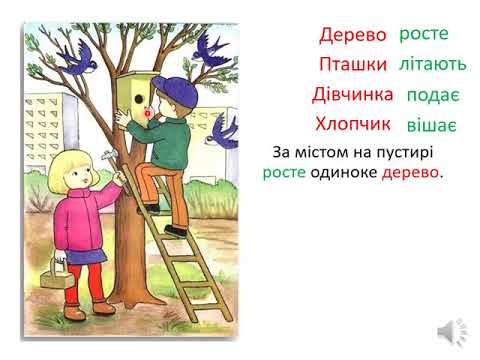 Дерево росте
Пташки літають
Дівчинка подає
Хлопчик вішає
За містом на пустирі
росте одиноке дерево.